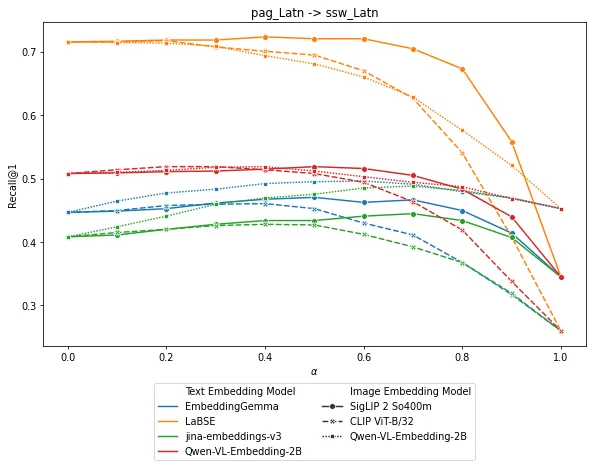 pag_Latn -> ssw_Latn
Recall@1
0.7
0.6
0.5
0.4
0.3
0.0 0.2 0.4 0.6 0.8 1.0
α
Text Embedding Model Image Embedding Model
EmbeddingGemma SigLIP 2 So400m
LaBSE CLIP ViT-B/32
jina-embeddings-v3 Qwen-VL-Embedding-2B
Qwen-VL-Embedding-2B